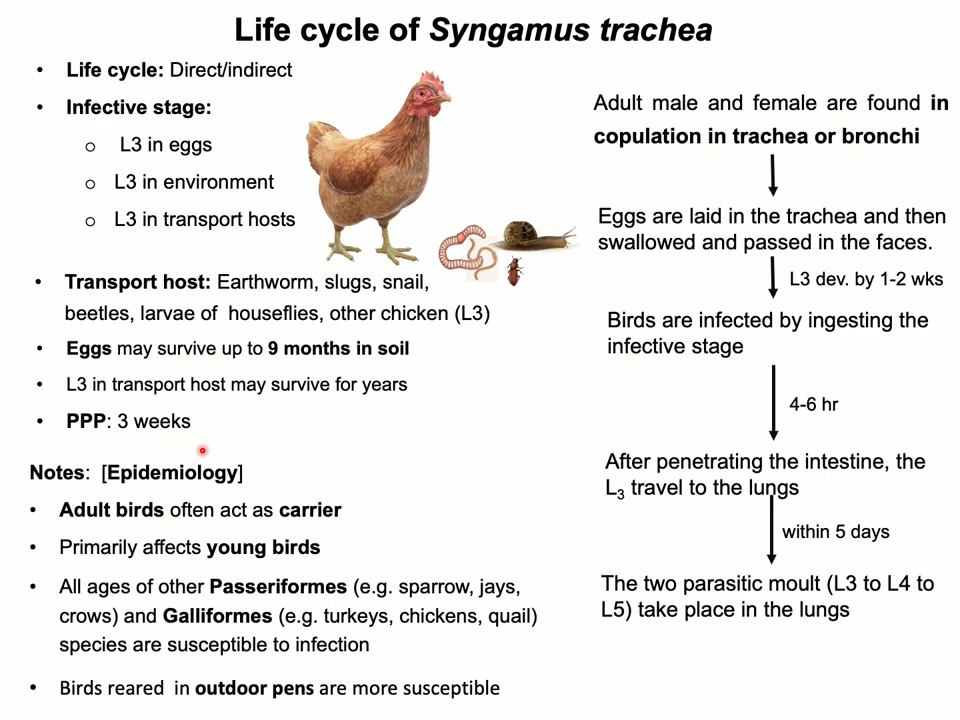 Life cycle of Syngamus trachea
• Life cycle: Direct/indirect
• Infective stage:
o L3 in eggs
o L3 in environment
o L3 in transport hosts
• Transport host: Earthworm, slugs, snail,
beetles, larvae of houseflies, other chicken (L3)
• Eggs may survive up to 9 months in soil
• L3 in transport host may survive for years
• PPP: 3 weeks
Notes: [Epidemiology]
• Adult birds often act as carrier
• Primarily affects young birds
• All ages of other Passeriformes (e.g. sparrow, jays,
crows) and Galliformes (e.g. turkeys, chickens, quail)
species are susceptible to infection
• Birds reared in outdoor pens are more susceptible
Adult male and female are found in
copulation in trachea or bronchi
Eggs are laid in the trachea and then
swallowed and passed in the faces.
L3 dev. by 1-2 wks
Birds are infected by ingesting the
infective stage
4-6 hr
After penetrating the intestine, the
L3 travel to the lungs
within 5 days
The two parasitic moult (L3 to L4 to
L5) take place in the lungs